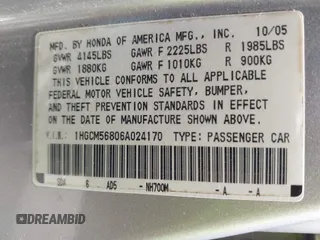 MFD. BY HONDA OF AMERICA MFG., INC. 10/05
GVWR 4145LBS GAWR F 2225LBS R 1985LBS
GVWR 1880KG GAWR F 1010KG R 900KG
THIS VEHICLE CONFORMS TO ALL APPLICABLE
FEDERAL MOTOR VEHICLE SAFETY, BUMPER,
AND THEFT PREVENTION STANDARDS IN EFFECT
ON THE DATE OF MANUFACTURE SHOWN ABOVE.
V.I.N.: 1HGCM56806A024170 TYPE: PASSENGER CAR
SDA B AD5 NH700M -A -A
DREAMBID